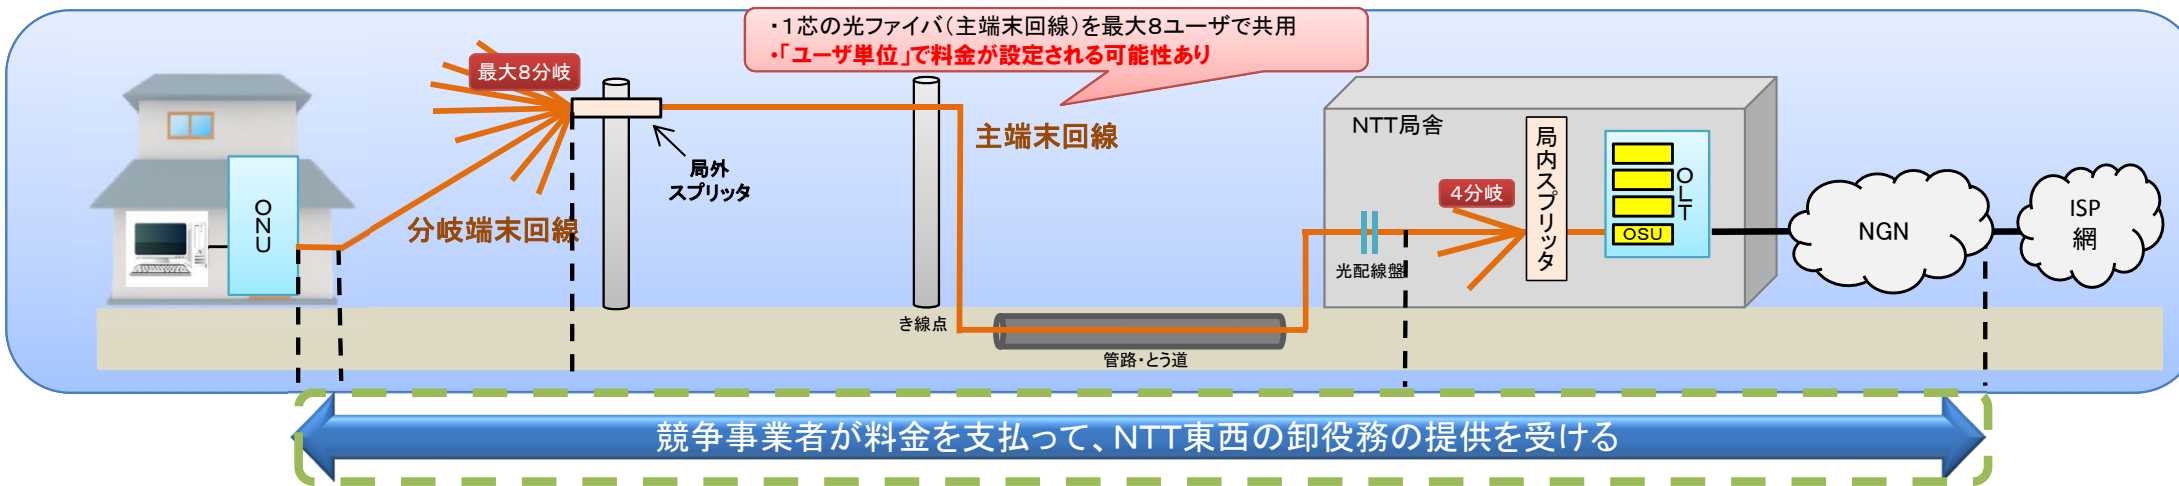 ・1芯の光ファイバ(主端末回線)を最大8ユーザで共用
・「ユーザ単位」で料金が設定される可能性あり
最大8分岐
主端末回線
局外
スプリッタ
分岐端末回線
ONU
き線点
管路・とう道
NTT局舎
光配線盤
4分岐
局内スプリッタ
OLT
OSU
NGN
ISP
網
競争事業者が料金を支払って、NTT東西の卸役務の提供を受ける